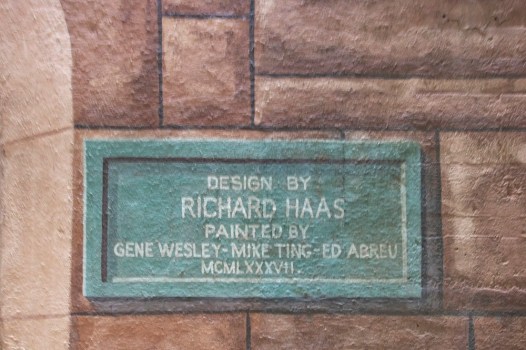 DESIGN BY
RICHARD HAAS
PAINTED BY
GENE WESLEY-MIKE TING-ED ABREU
MCMLXXXVII.